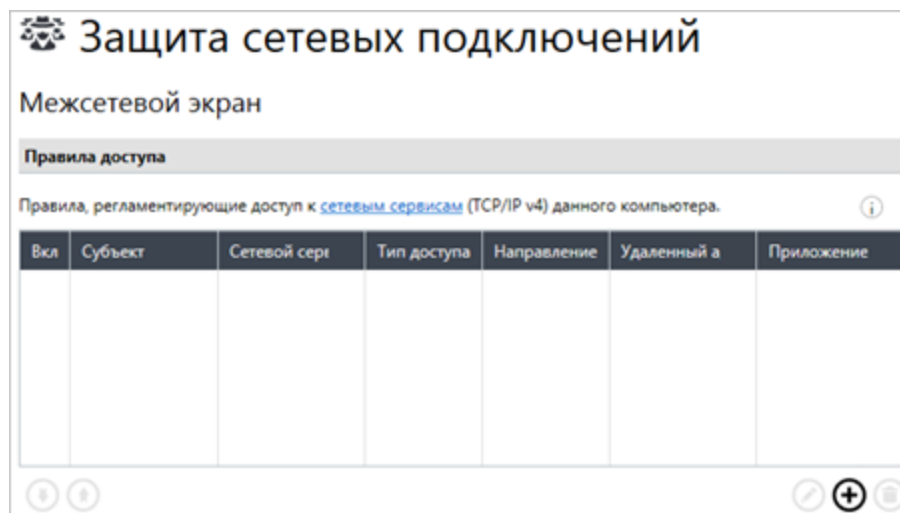 Защита сетевых подключений
Межсетевой экран
Правила доступа
Правила, регламентирующие доступ к сетевым сервисам (TCP/IP v4) данного компьютера.
Вкл Субъект Сетевой серв Тип доступа Направление Удаленный а Приложение